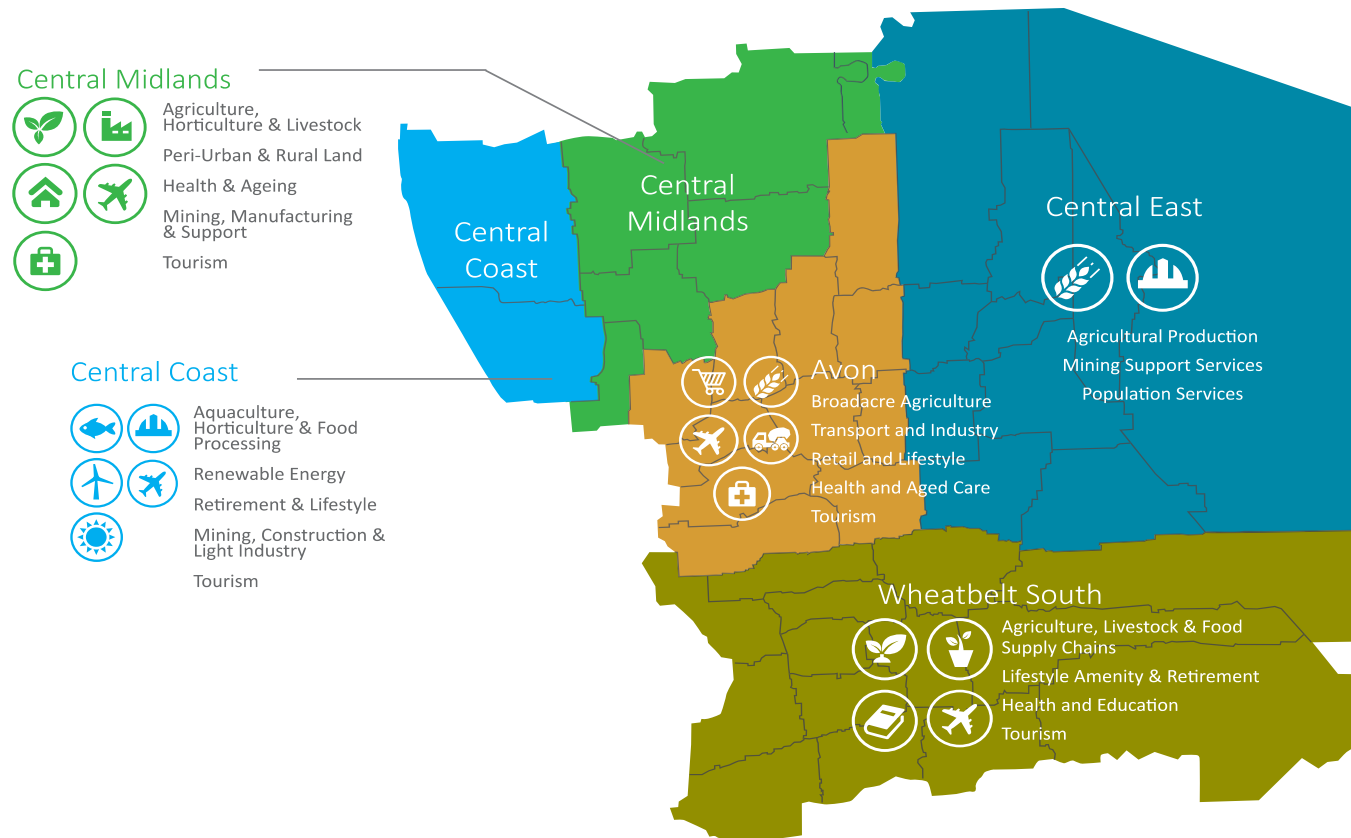 Central Midlands
Agriculture,
Horticulture & Livestock
Peri-Urban & Rural Land
Health & Ageing
Mining, Manufacturing
& Support
Tourism
Central
Midlands
Central
Coast
Central East
Agricultural Production
Mining Support Services
Population Services
Central Coast
Aquaculture,
Horticulture & Food
Processing
Renewable Energy
Retirement & Lifestyle
Mining, Construction &
Light Industry
Tourism
Avon
Broadacre Agriculture
Transport and Industry
Retail and Lifestyle
Health and Aged Care
Tourism
Wheatbelt South
Agriculture, Livestock & Food
Supply Chains
Lifestyle Amenity & Retirement
Health and Education
Tourism